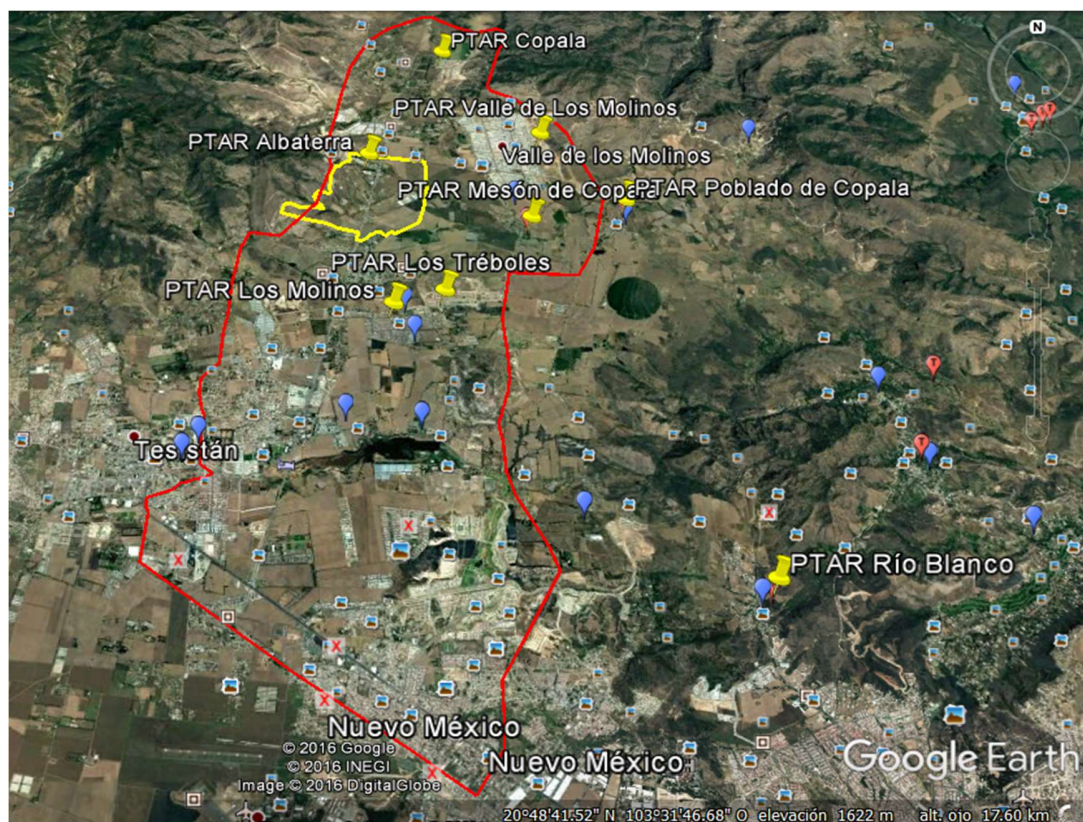 N
PTAR Copala
PTAR Valle de Los Molinos
PTAR Albaterra
Valle de los Molinos
PTAR Mesón de Copala
PTAR Poblado de Copala
PTAR Los Tréboles
PTAR Los Molinos
Tesistán
PTAR Río Blanco
Nuevo México
Nuevo México
© 2016 Google
© 2016 INEGI
Image © 2016 DigitalGlobe
Google Earth
20°48'41.52" N 103°31'46.68" O elevación 1622 m alt. ojo 17.60 km